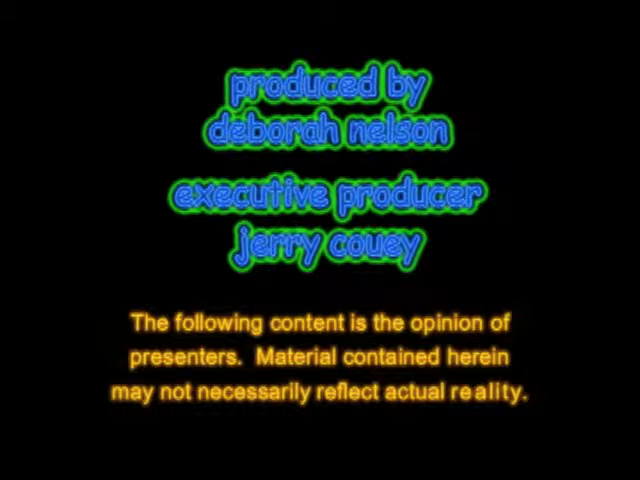 produced by
deborah nelson
executive producer
jerry couey
The following content is the opinion of
presenters. Material contained herein
may not necessarily reflect actual reality.